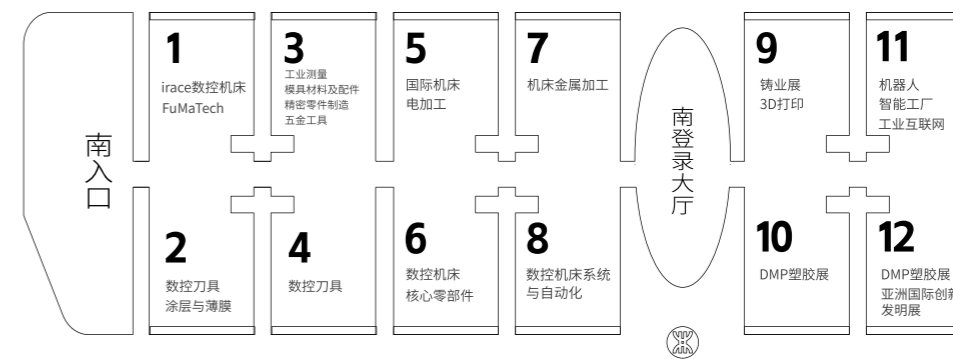 南入口
1
irace数控机床
FuMaTech
3
工业测量
模具材料及配件
精密零件制造
五金工具
5
国际机床
电加工
7
机床金属加工
南登录大厅
9
铸业展
3D打印
11
机器人
智能工厂
工业互联网
2
数控刀具
涂层与薄膜
4
数控刀具
6
数控机床
核心零部件
8
数控机床系统
与自动化
10
DMP塑胶展
12
DMP塑胶展
亚洲国际创新
发明展